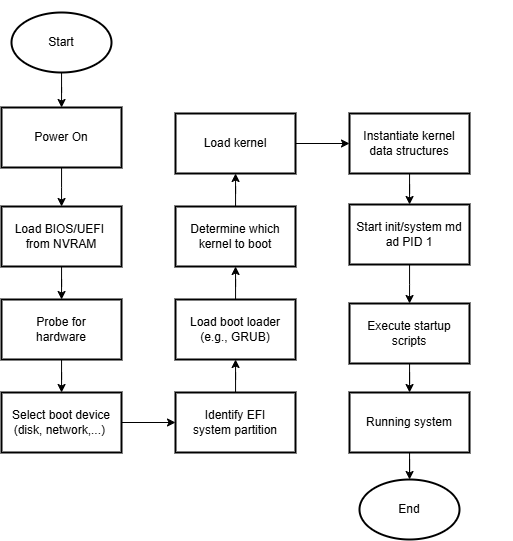 Start
Power On
Load BIOS/UEFI
from NVRAM
Probe for
hardware
Select boot device
(disk, network,...)
Identify EFI
system partition
Load boot loader
(e.g., GRUB)
Determine which
kernel to boot
Load kernel
Instantiate kernel
data structures
Start init/system md
ad PID 1
Execute startup
scripts
Running system
End